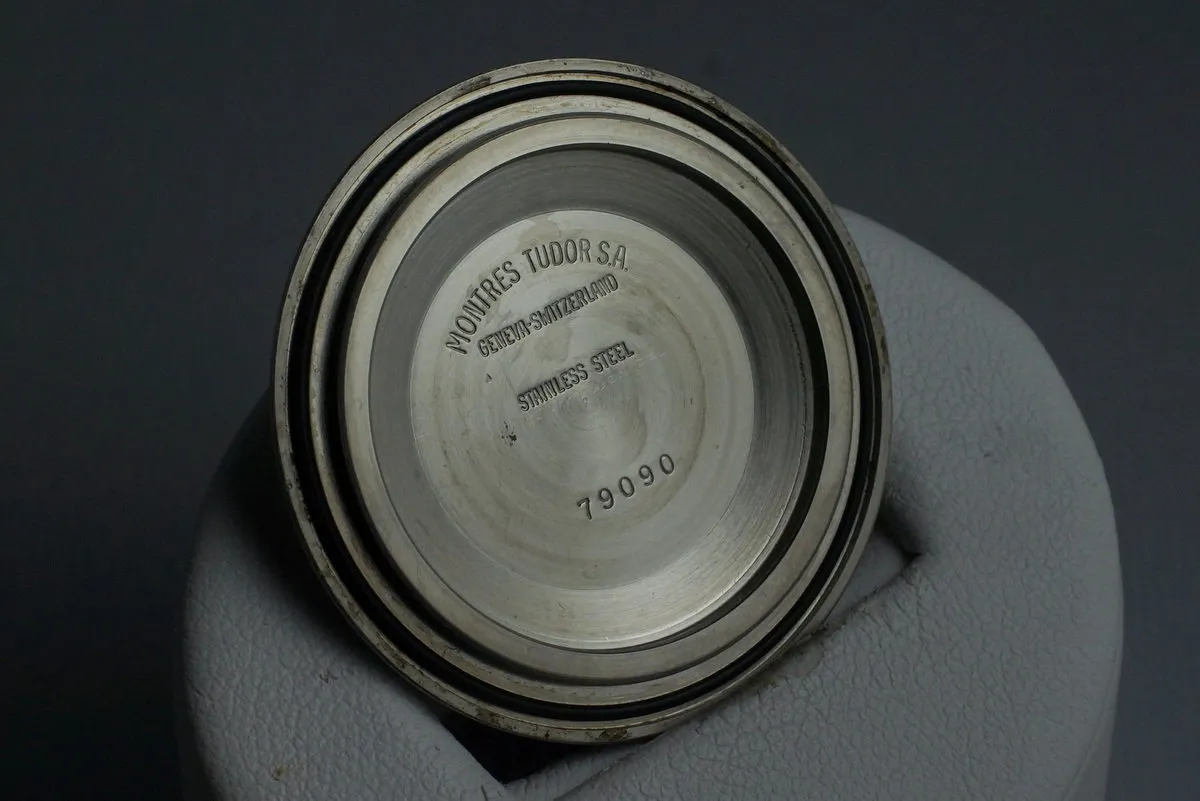 MONTRES TUDOR S.A.
GENEVA-SWITZERLAND
STAINLESS STEEL
79090